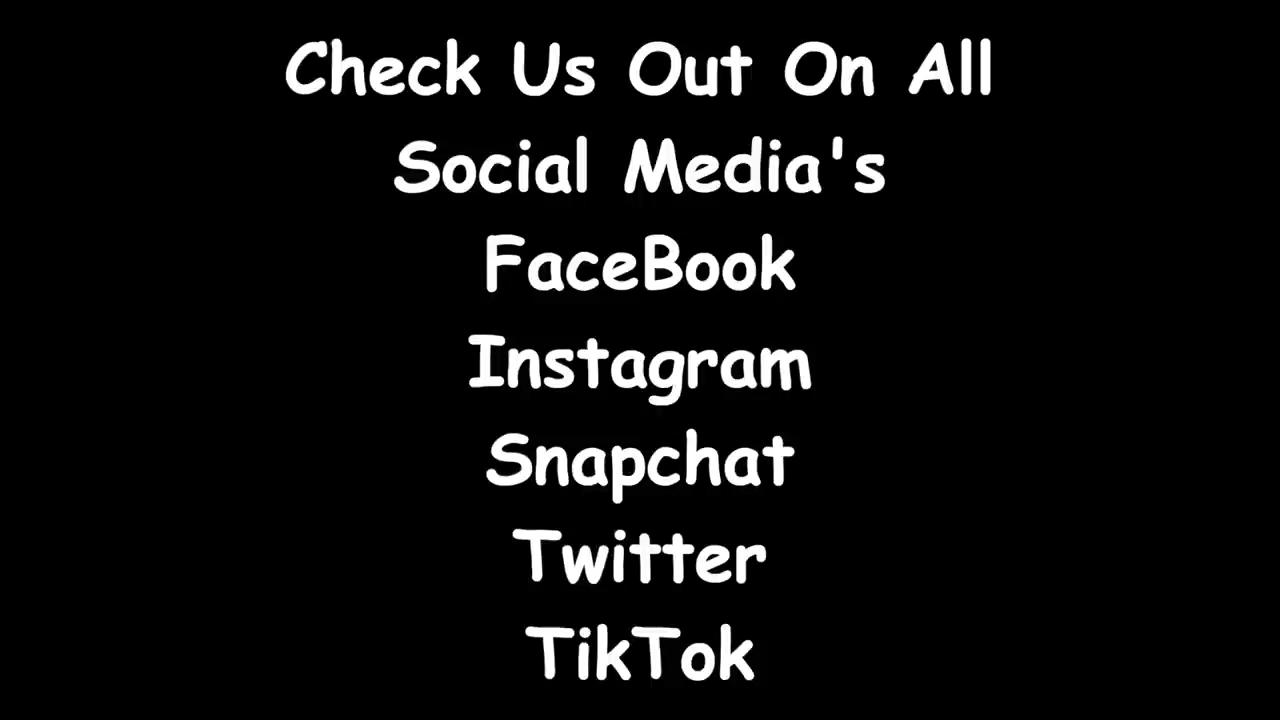 Check Us Out On All
Social Media's
FaceBook
Instagram
Snapchat
Twitter
TikTok